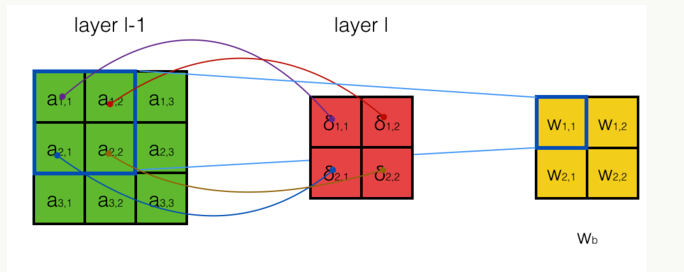 layer l-1 layer l
a1,1 a1,2 a1,3 δ1,1 δ1,2 w1,1 w1,2
a2,1 a2,2 a2,3 δ2,1 δ2,2 w2,1 w2,2
a3,1 a3,2 a3,3
wb